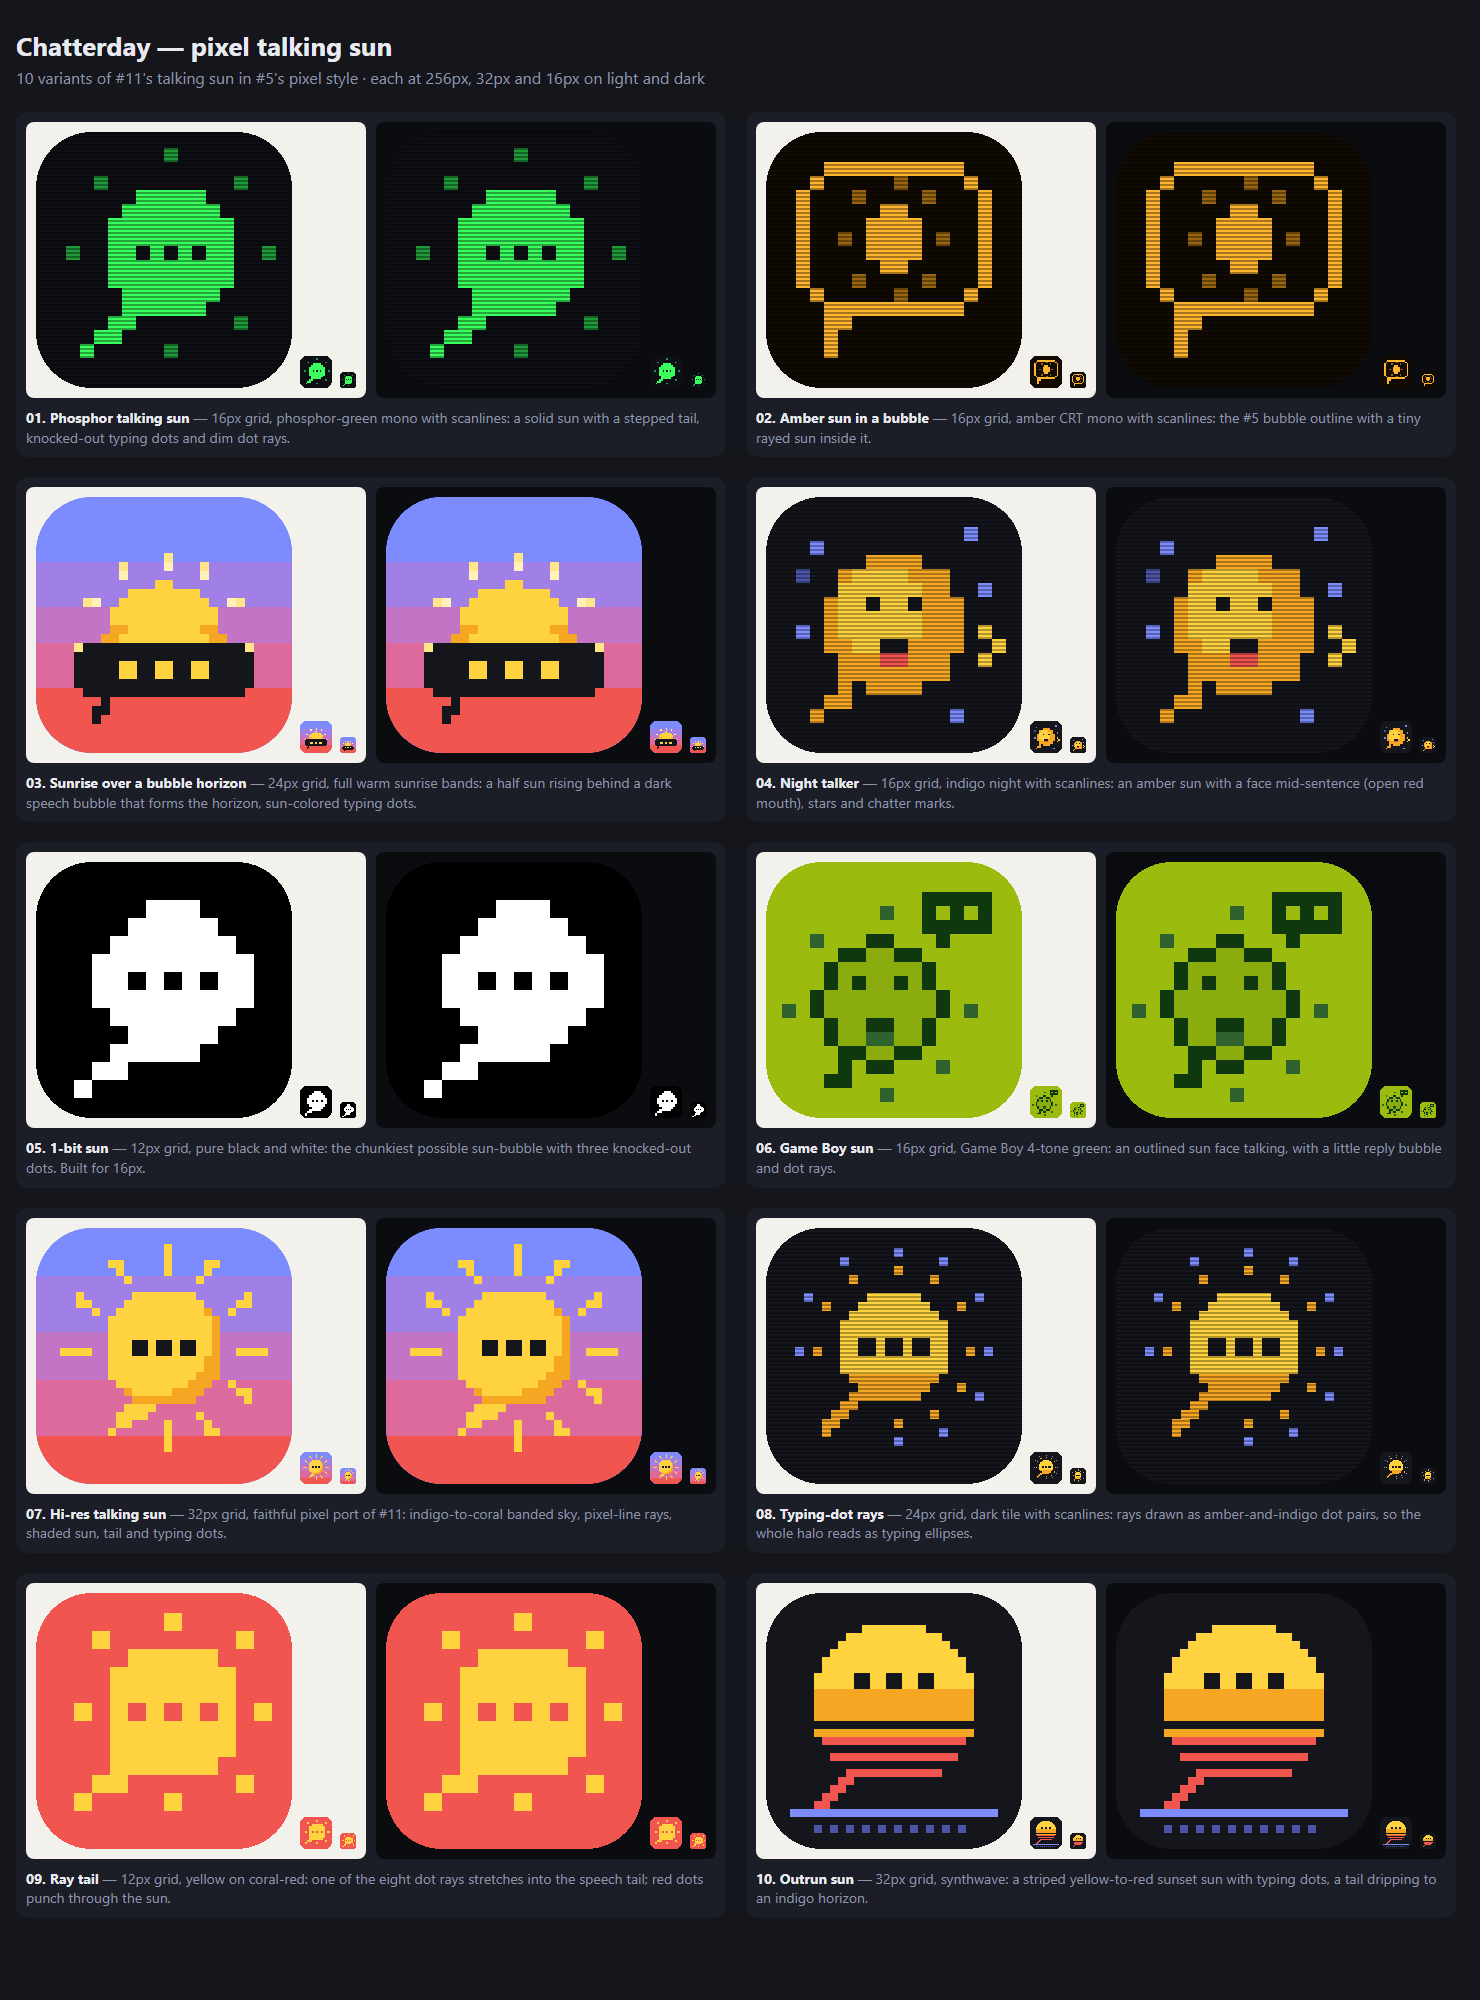 Chatterday — pixel talking sun
10 variants of #11's talking sun in #5's pixel style · each at 256px, 32px and 16px on light and dark
01. Phosphor talking sun — 16px grid, phosphor-green mono with scanlines: a solid sun with a stepped tail,
knocked-out typing dots and dim dot rays.
02. Amber sun in a bubble — 16px grid, amber CRT mono with scanlines: the #5 bubble outline with a tiny
rayed sun inside it.
03. Sunrise over a bubble horizon — 24px grid, full warm sunrise bands: a half sun rising behind a dark
speech bubble that forms the horizon, sun-colored typing dots.
04. Night talker — 16px grid, indigo night with scanlines: an amber sun with a face mid-sentence (open red
mouth), stars and chatter marks.
05. 1-bit sun — 12px grid, pure black and white: the chunkiest possible sun-bubble with three knocked-out
dots. Built for 16px.
06. Game Boy sun — 16px grid, Game Boy 4-tone green: an outlined sun face talking, with a little reply bubble
and dot rays.
07. Hi-res talking sun — 32px grid, faithful pixel port of #11: indigo-to-coral banded sky, pixel-line rays,
shaded sun, tail and typing dots.
08. Typing-dot rays — 24px grid, dark tile with scanlines: rays drawn as amber-and-indigo dot pairs, so the
whole halo reads as typing ellipses.
09. Ray tail — 12px grid, yellow on coral-red: one of the eight dot rays stretches into the speech tail; red dots
punch through the sun.
10. Outrun sun — 32px grid, synthwave: a striped yellow-to-red sunset sun with typing dots, a tail dripping to
an indigo horizon.